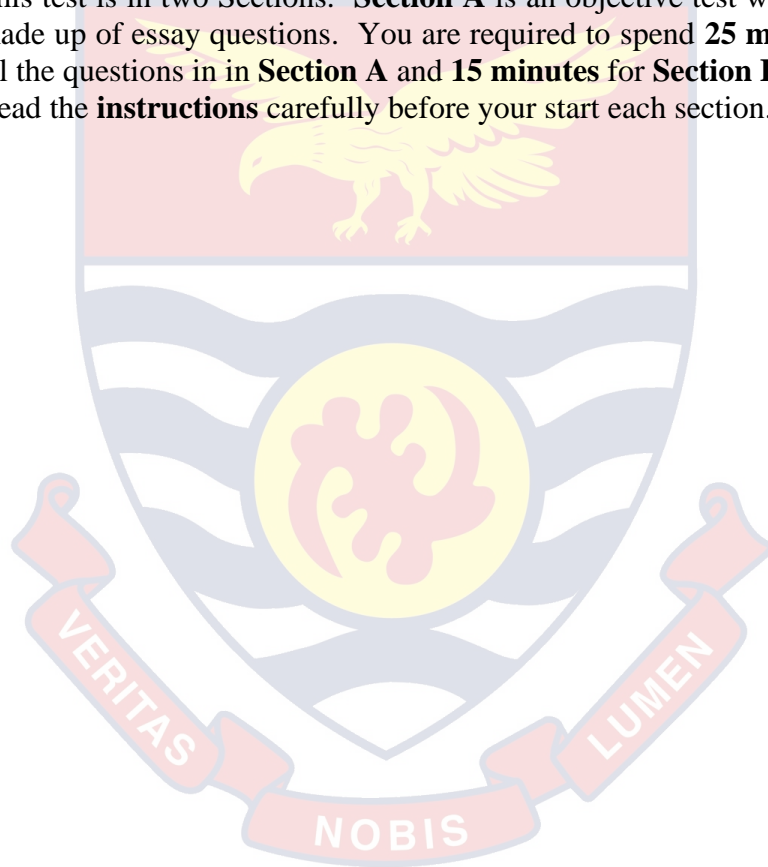 his test is in two Sections. Section A is an objective test w
ade up of essay questions. You are required to spend 25 m
l the questions in in Section A and 15 minutes for Section
ead the instructions carefully before your start each section.
VERITAS
NOBIS
LUMEN